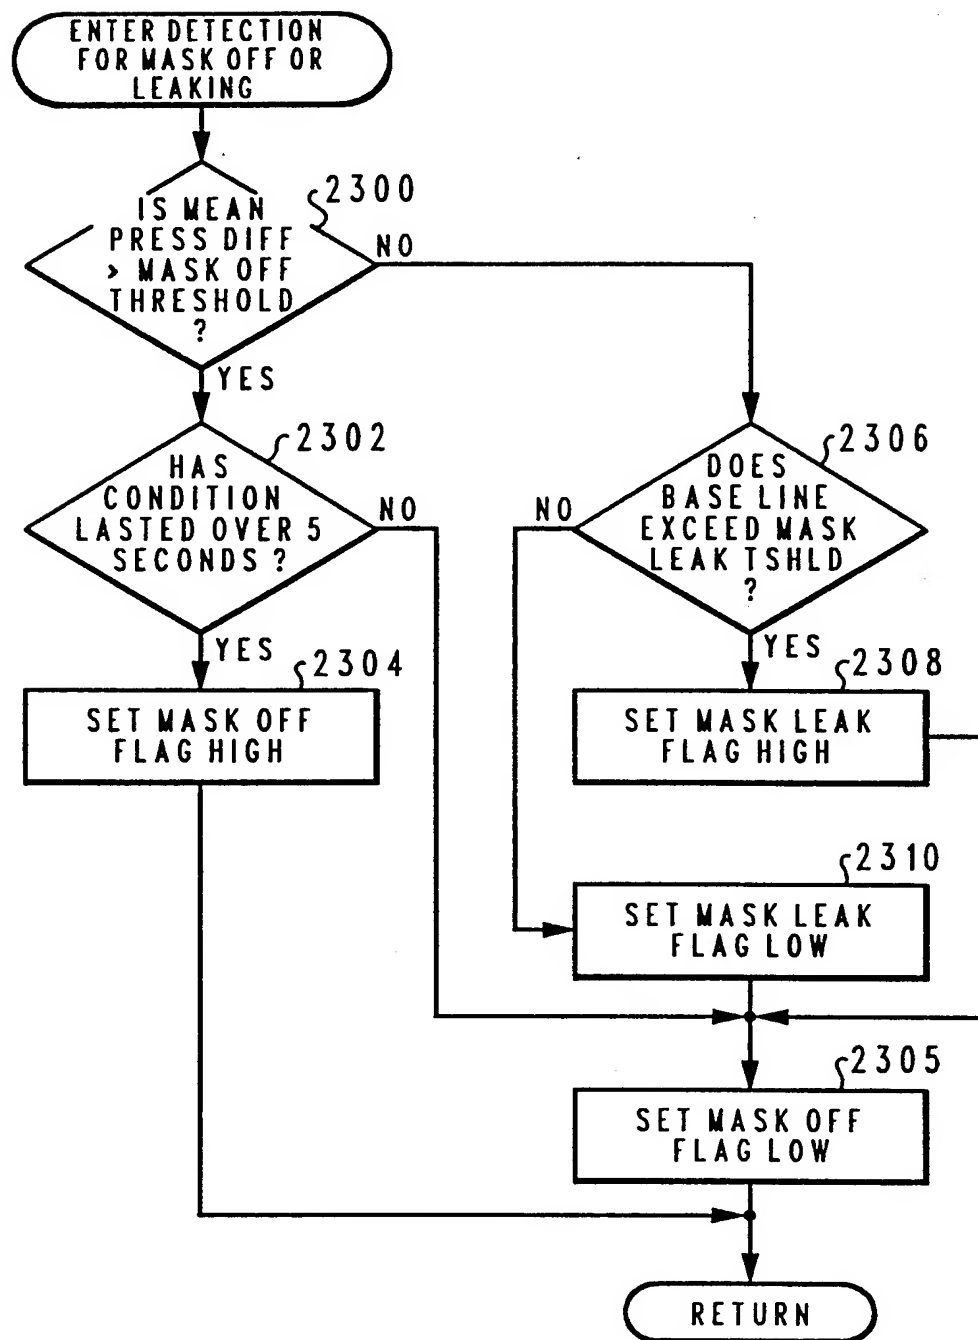 ENTER DETECTION
FOR MASK OFF OR
LEAKING
2300
IS MEAN
PRESS DIFF
> MASK OFF
THRESHOLD
?
NO
YES
2302
HAS
CONDITION
LASTED OVER 5
SECONDS ?
NO
YES
2304
SET MASK OFF
FLAG HIGH
2306
DOES
BASE LINE
EXCEED MASK
LEAK TSHLD
?
NO
YES
2308
SET MASK LEAK
FLAG HIGH
2310
SET MASK LEAK
FLAG LOW
2305
SET MASK OFF
FLAG LOW
RETURN